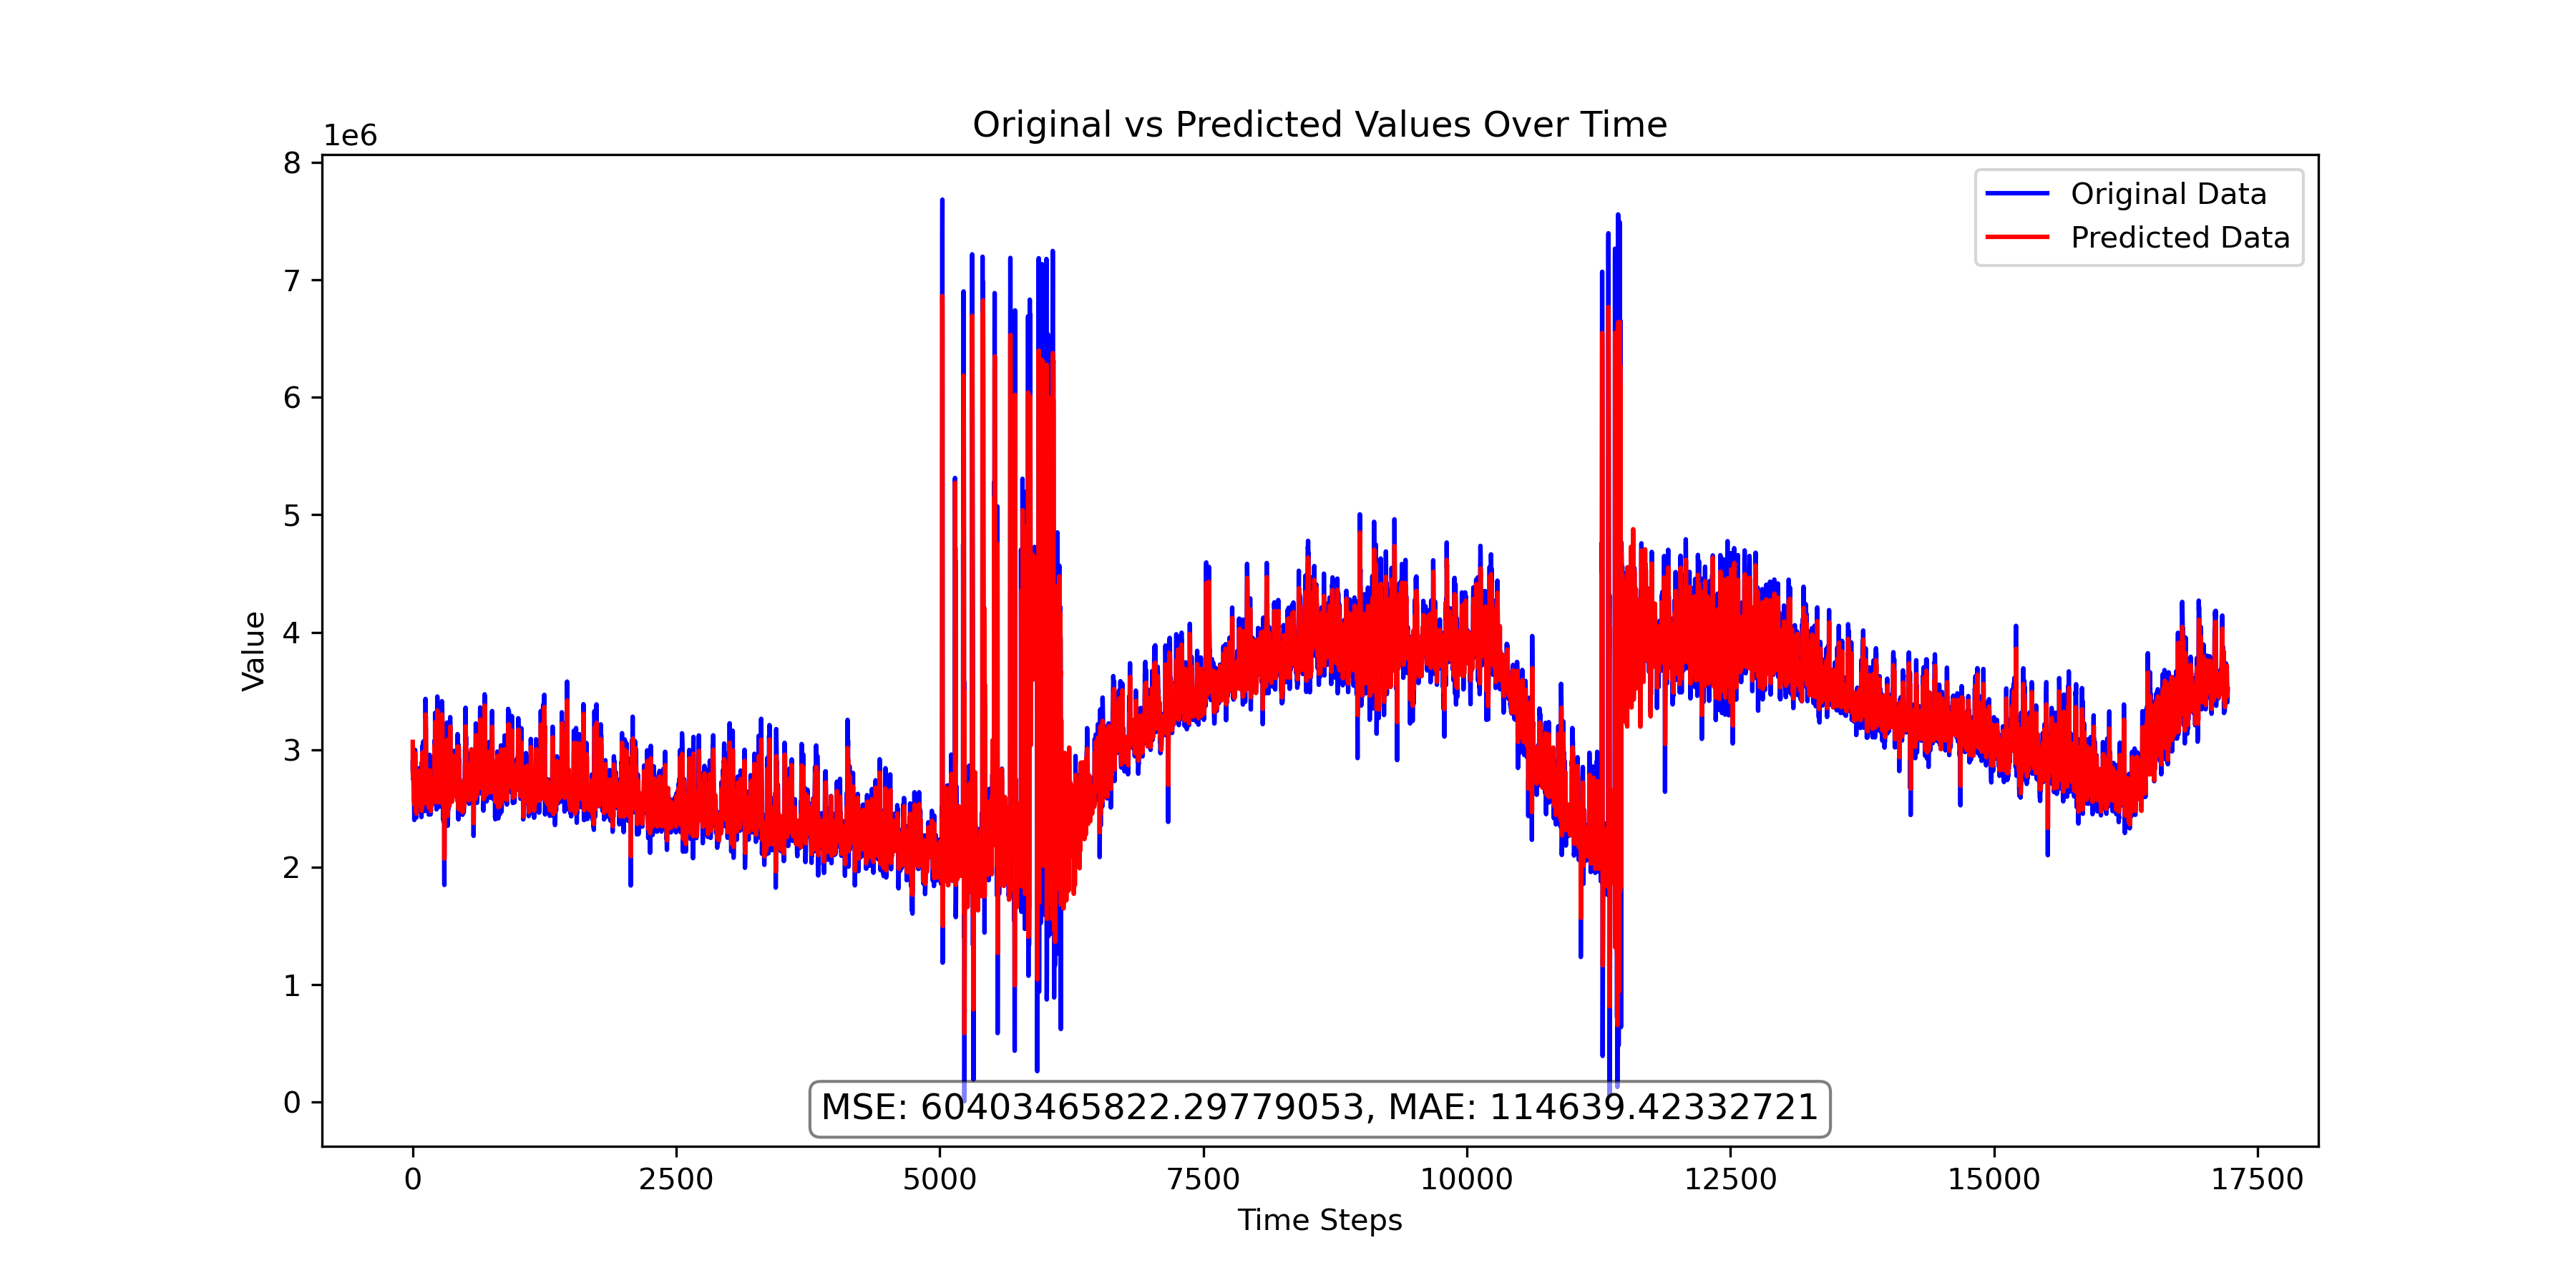 Original vs Predicted Values Over Time
1e6
8
7
6
5
4
3
2
1
0
Value
Original Data
Predicted Data
MSE: 60403465822.29779053, MAE: 114639.42332721
0 2500 5000 7500 10000 12500 15000 17500
Time Steps